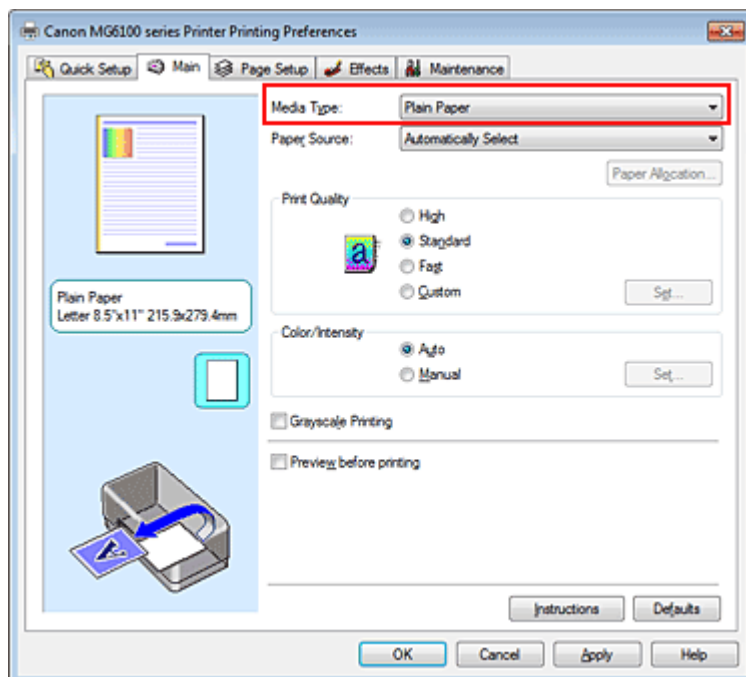 Canon MG6100 series Printer Printing Preferences
Quick Setup Main Page Setup Effects Maintenance
Media Type: Plain Paper
Paper Source: Automatically Select
Paper Allocation...
Print Quality
High
a Standard
Fast
Custom Set...
Plain Paper
Letter 8.5"x11" 215.9x279.4mm
Color/Intensity
Auto
Manual Set...
Grayscale Printing
Preview before printing
A
Instructions Defaults
OK Cancel Apply Help